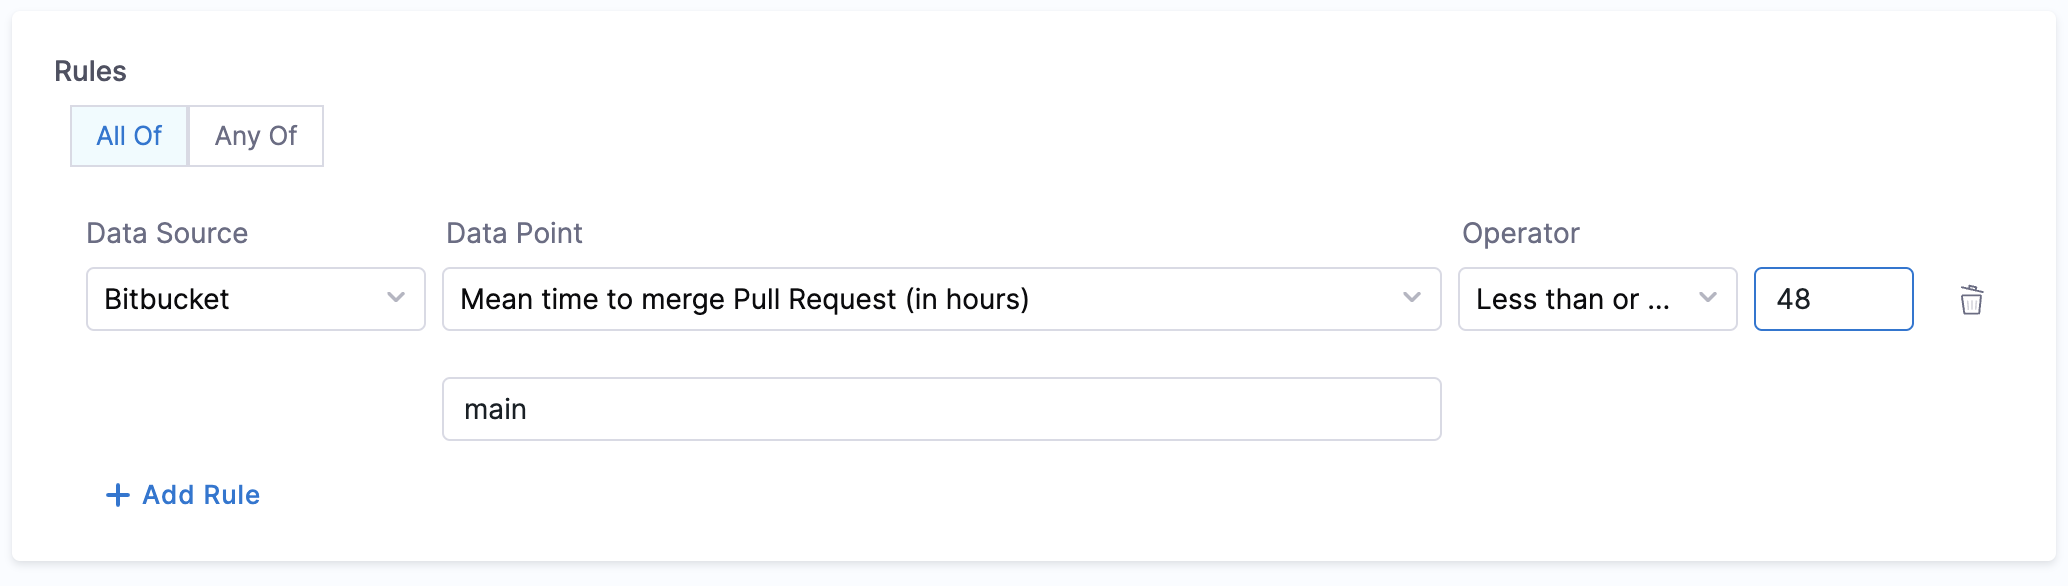 Rules
All Of Any Of
Data Source Data Point Operator
Bitbucket Mean time to merge Pull Request (in hours) Less than or ... 48
main
+ Add Rule